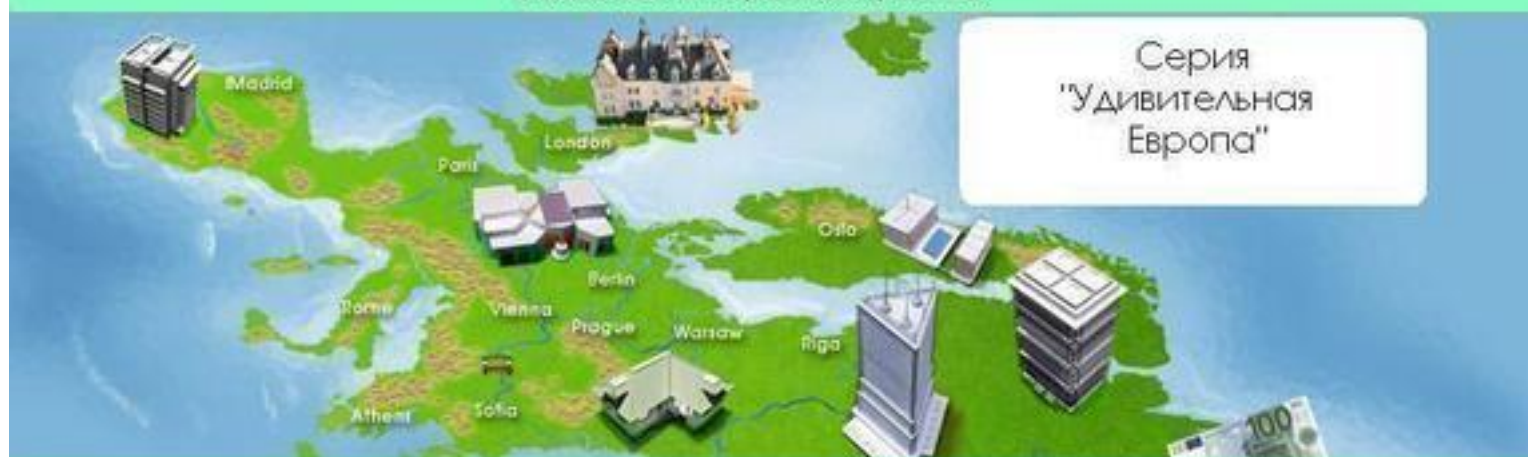 Серия
"Удивительная
Европа"
Madrid
London
Paris
Oslo
Berlin
Rome
Vienna
Prague
Warsaw
Riga
Athens
Sofia
100